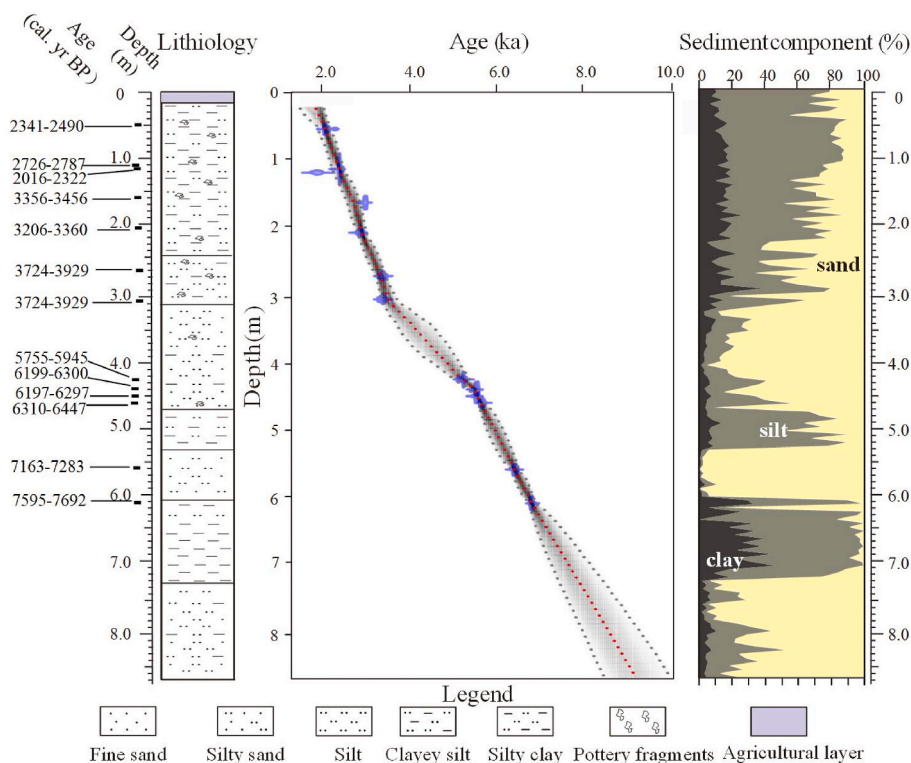 Age
(cal. yr BP)
Depth
(m)
Lithiology
Age (ka)
Sediment component (%)
2.0 4.0 6.0 8.0 10.0
0 20 40 60 80 100
0
1.0
2.0
3.0
4.0
5.0
6.0
7.0
8.0
2341-2490
2726-2787
2016-2322
3356-3456
3206-3360
3724-3929
3724-3929
5755-5945
6199-6300
6197-6297
6310-6447
7163-7283
7595-7692
Depth(m)
0
1
2
3
4
5
6
7
8
sand
silt
clay
0
1.0
2.0
3.0
4.0
5.0
6.0
7.0
8.0
Legend
Fine sand
Silty sand
Silt
Clayey silt
Silty clay
Pottery fragments
Agricultural layer